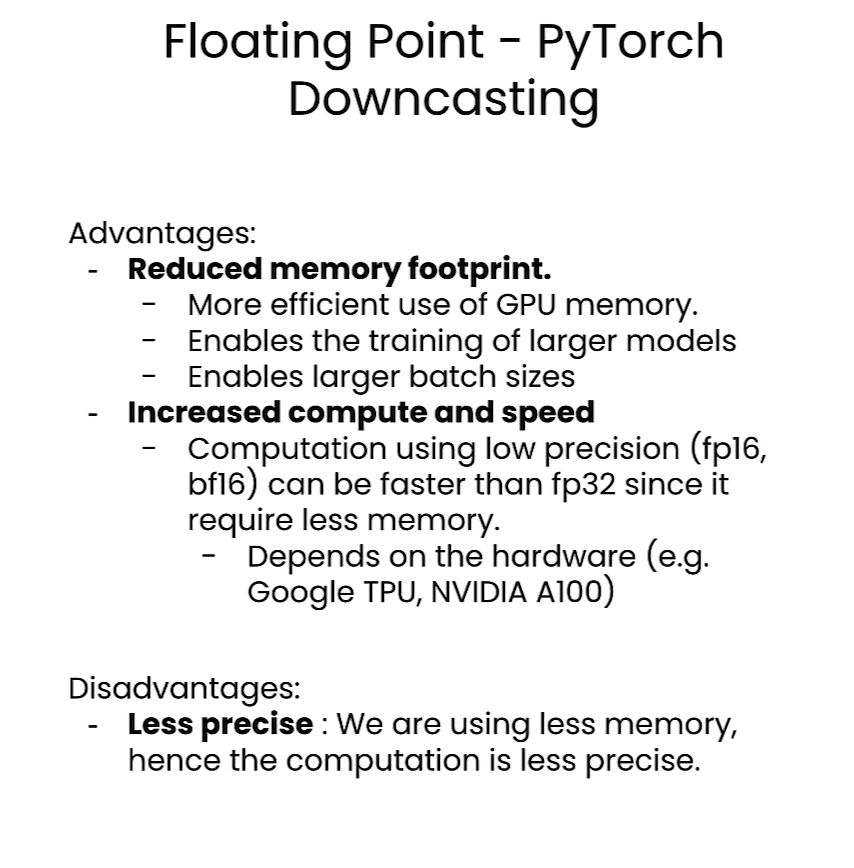 Floating Point - PyTorch
Downcasting
Advantages:
- Reduced memory footprint.
- More efficient use of GPU memory.
- Enables the training of larger models
- Enables larger batch sizes
- Increased compute and speed
- Computation using low precision (fp16,
bf16) can be faster than fp32 since it
require less memory.
- Depends on the hardware (e.g.
Google TPU, NVIDIA A100)
Disadvantages:
- Less precise : We are using less memory,
hence the computation is less precise.